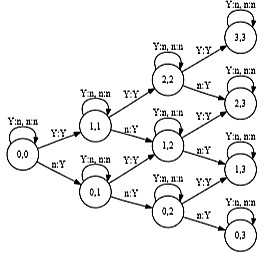 Y:n, n:n
3,3
Y:n, n:n
Y:Y
2,2
Y:n, n:n
Y:n, n:n
Y:Y
n:Y
2,3
Y:n, n:n
1,1
Y:n, n:n
Y:Y
Y:Y
n:Y
1,2
Y:n, n:n
0,0
Y:n, n:n
Y:Y
n:Y
1,3
n:Y
0,1
Y:n, n:n
Y:Y
n:Y
0,2
Y:n, n:n
n:Y
0,3